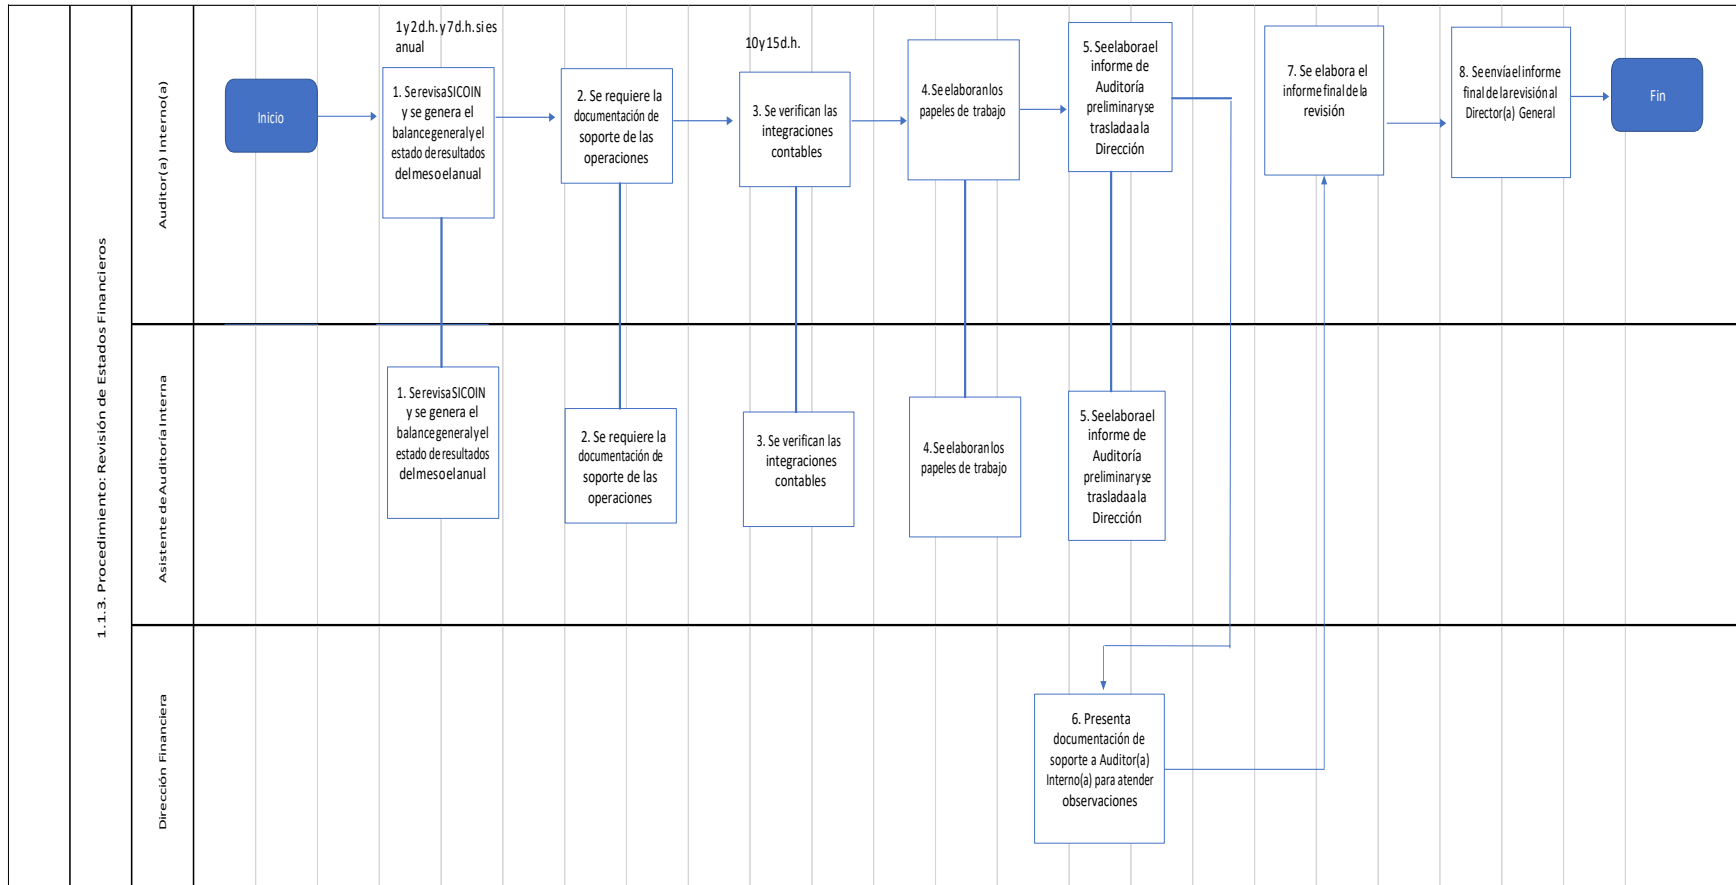 1.1.3. Procedimiento: Revisión de Estados Financieros
Auditor(a) Interno(a)
Inicio
1 y 2 d.h. y 7 d.h. si es
anual
1. Se revisa SICOIN
y se genera el
balance general y el
estado de resultados
del mes o el anual
2. Se requiere la
documentación de
soporte de las
operaciones
10 y 15 d.h.
3. Se verifican las
integraciones
contables
4. Se elaboran los
papeles de trabajo
5. Se elabora el
informe de
Auditoría
preliminar y se
traslada a la
Dirección
7. Se elabora el
informe final de la
revisión
8. Se envía el informe
final de la revisión al
Director(a) General
Fin
Asistente de Auditoría Interna
1. Se revisa SICOIN
y se genera el
balance general y el
estado de resultados
del mes o el anual
2. Se requiere la
documentación de
soporte de las
operaciones
3. Se verifican las
integraciones
contables
4. Se elaboran los
papeles de trabajo
5. Se elabora el
informe de
Auditoría
preliminar y se
traslada a la
Dirección
Dirección Financiera
6. Presenta
documentación de
soporte a Auditor(a)
Interno(a) para atender
observaciones